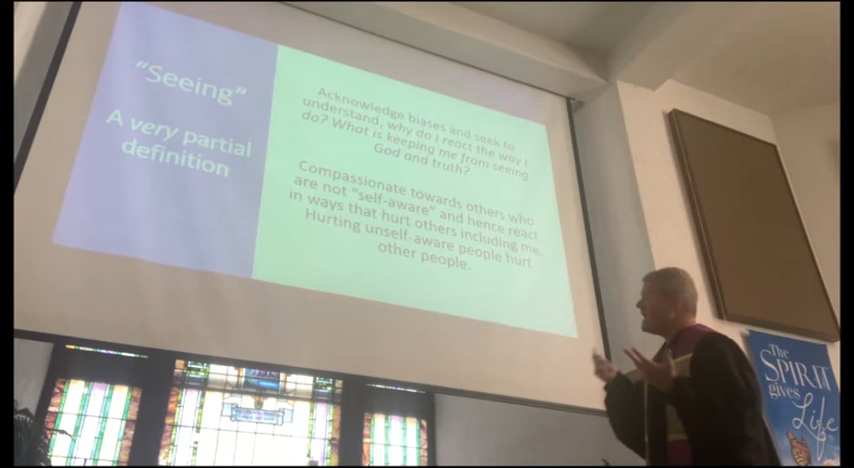 “Seeing”
A very partial
definition
Acknowledge biases and seek to
understand, why do I react the way I
do? What is keeping me from seeing
God and truth?
Compassionate towards others who
are not “self-aware” and hence react
in ways that hurt others including me.
Hurting unself-aware people hurt
other people.
The
SPIRIT
gives
Life